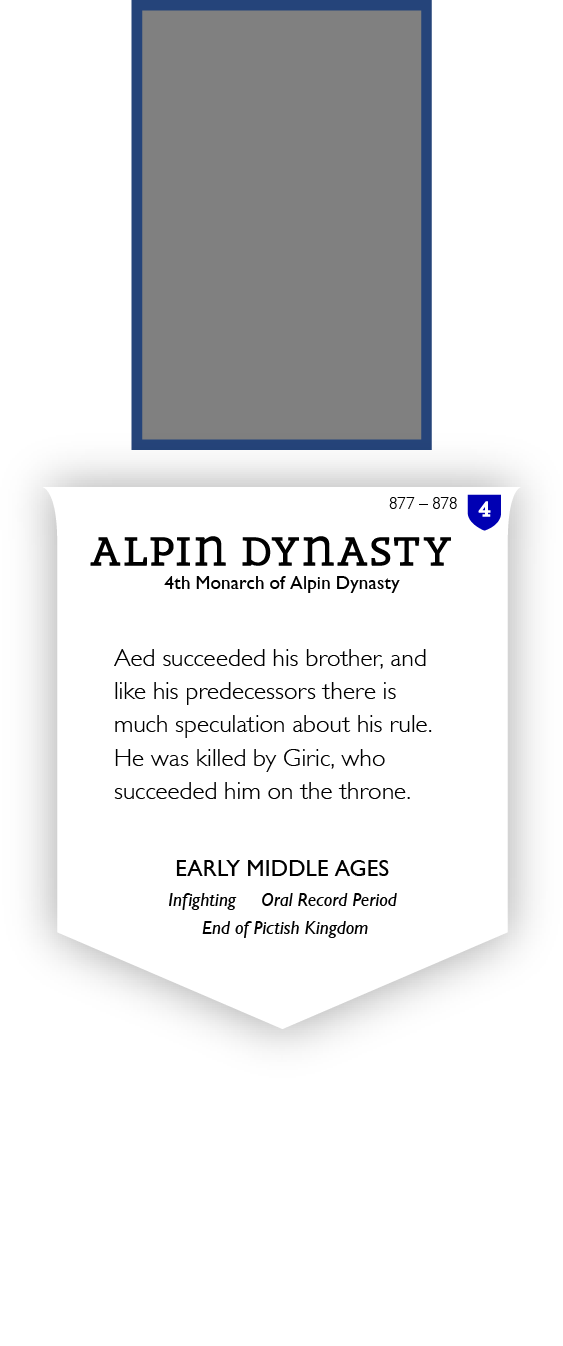 877 – 878
4
ALPIN DYNASTY
4th Monarch of Alpin Dynasty
Aed succeeded his brother, and
like his predecessors there is
much speculation about his rule.
He was killed by Giric, who
succeeded him on the throne.
EARLY MIDDLE AGES
Infighting Oral Record Period
End of Pictish Kingdom